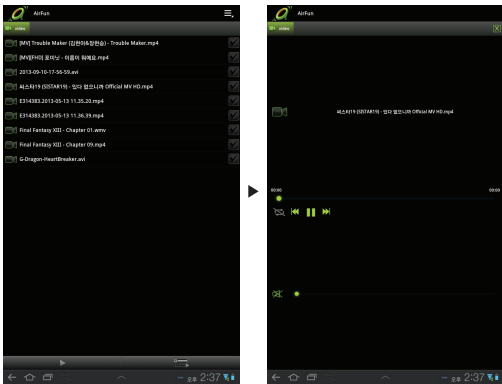 AirFun
video
[MV] Trouble Maker (김현아&장현승) - Trouble Maker.mp4
[MV][FHD] 포미닛 - 이름이 뭐예요.mp4
2013-09-10-17-56-59.avi
씨스타19 (SISTAR19) - 있다 없으니까 Official MV HD.mp4
E314383.2013-05-13 11.35.20.mp4
E314383.2013-05-13 11.36.39.mp4
Final Fantasy XIII - Chapter 01.wmv
Final Fantasy XIII - Chapter 09.mp4
G-Dragon-HeartBreaker.avi
오후 2:37
AirFun
video
씨스타19 (SISTAR19) - 있다 없으니까 Official MV HD.mp4
00:00 00:00
오후 2:37